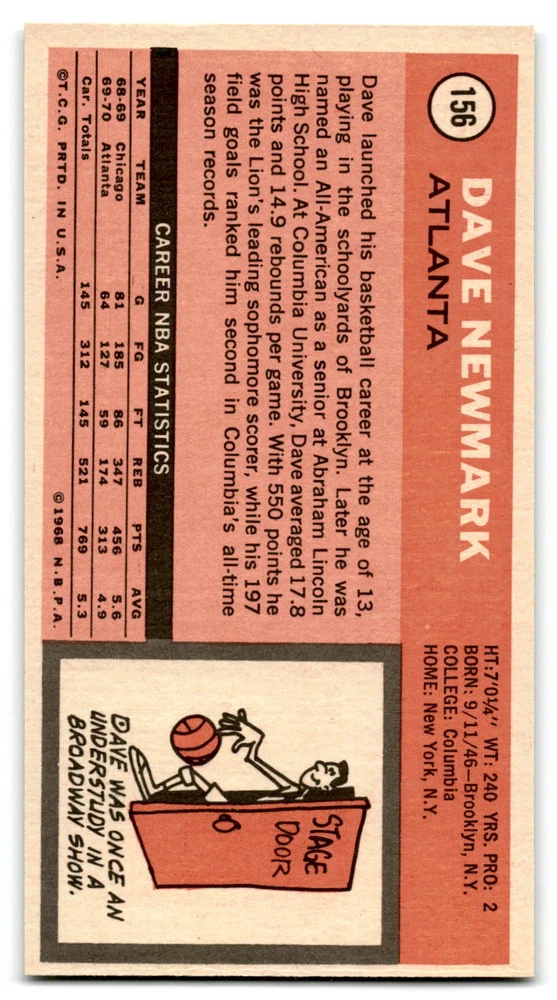 156
DAVE NEWMARK
ATLANTA
HT:7'0¼" WT: 240 YRS. PRO: 2
BORN: 9/11/46—Brooklyn, N.Y.
COLLEGE: Columbia
HOME: New York, N.Y.
Dave launched his basketball career at the age of 13,
playing in the schoolyards of Brooklyn. Later he was
named an All-American as a senior at Abraham Lincoln
High School. At Columbia University, Dave averaged 17.8
points and 14.9 rebounds per game. With 550 points he
was the Lion's leading sophomore scorer, while his 197
field goals ranked him second in Columbia's all-time
season records.
CAREER NBA STATISTICS
YEAR TEAM G FG FT REB PTS AVG
68-69 Chicago 81 185 86 347 456 5.6
69-70 Atlanta 64 127 59 174 313 4.9
Car. Totals 145 312 145 521 769 5.3
©T.C.G. PRTD. IN U.S.A. ©1968 N.B.P.A.
STAGE
DOOR
DAVE WAS ONCE AN
UNDERSTUDY IN A
BROADWAY SHOW.